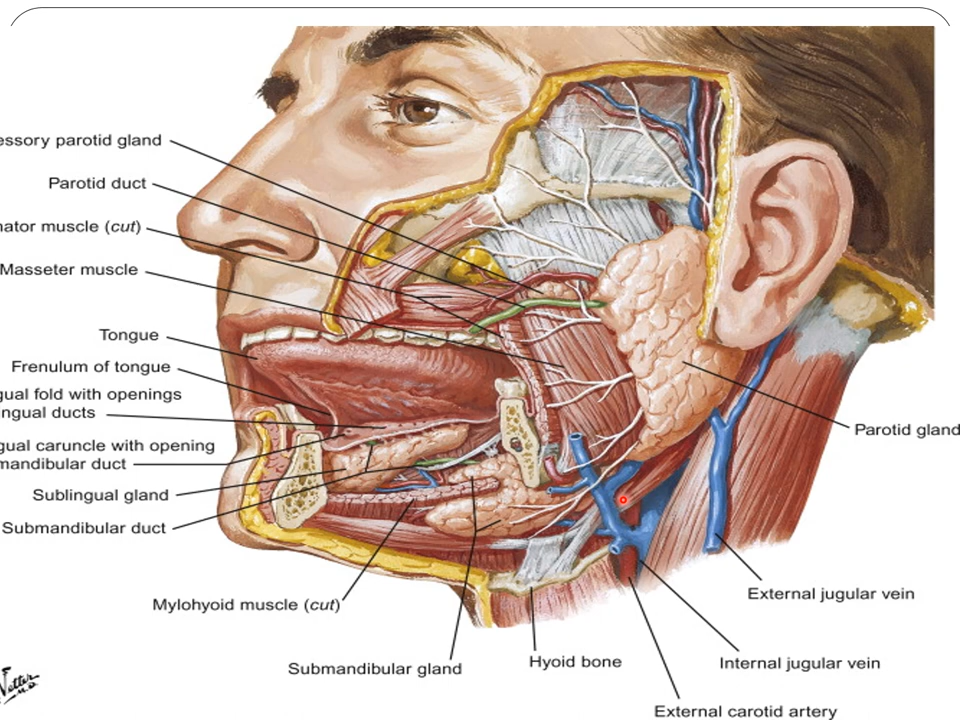 essory parotid gland
Parotid duct
nator muscle (cut)
Masseter muscle
Tongue
Frenulum of tongue
gual fold with openings
ingual ducts
gual caruncle with opening
mandibular duct
Sublingual gland
Submandibular duct
Mylohyoid muscle (cut)
Submandibular gland
Hyoid bone
Parotid gland
External jugular vein
Internal jugular vein
External carotid artery
Netter
M.D.